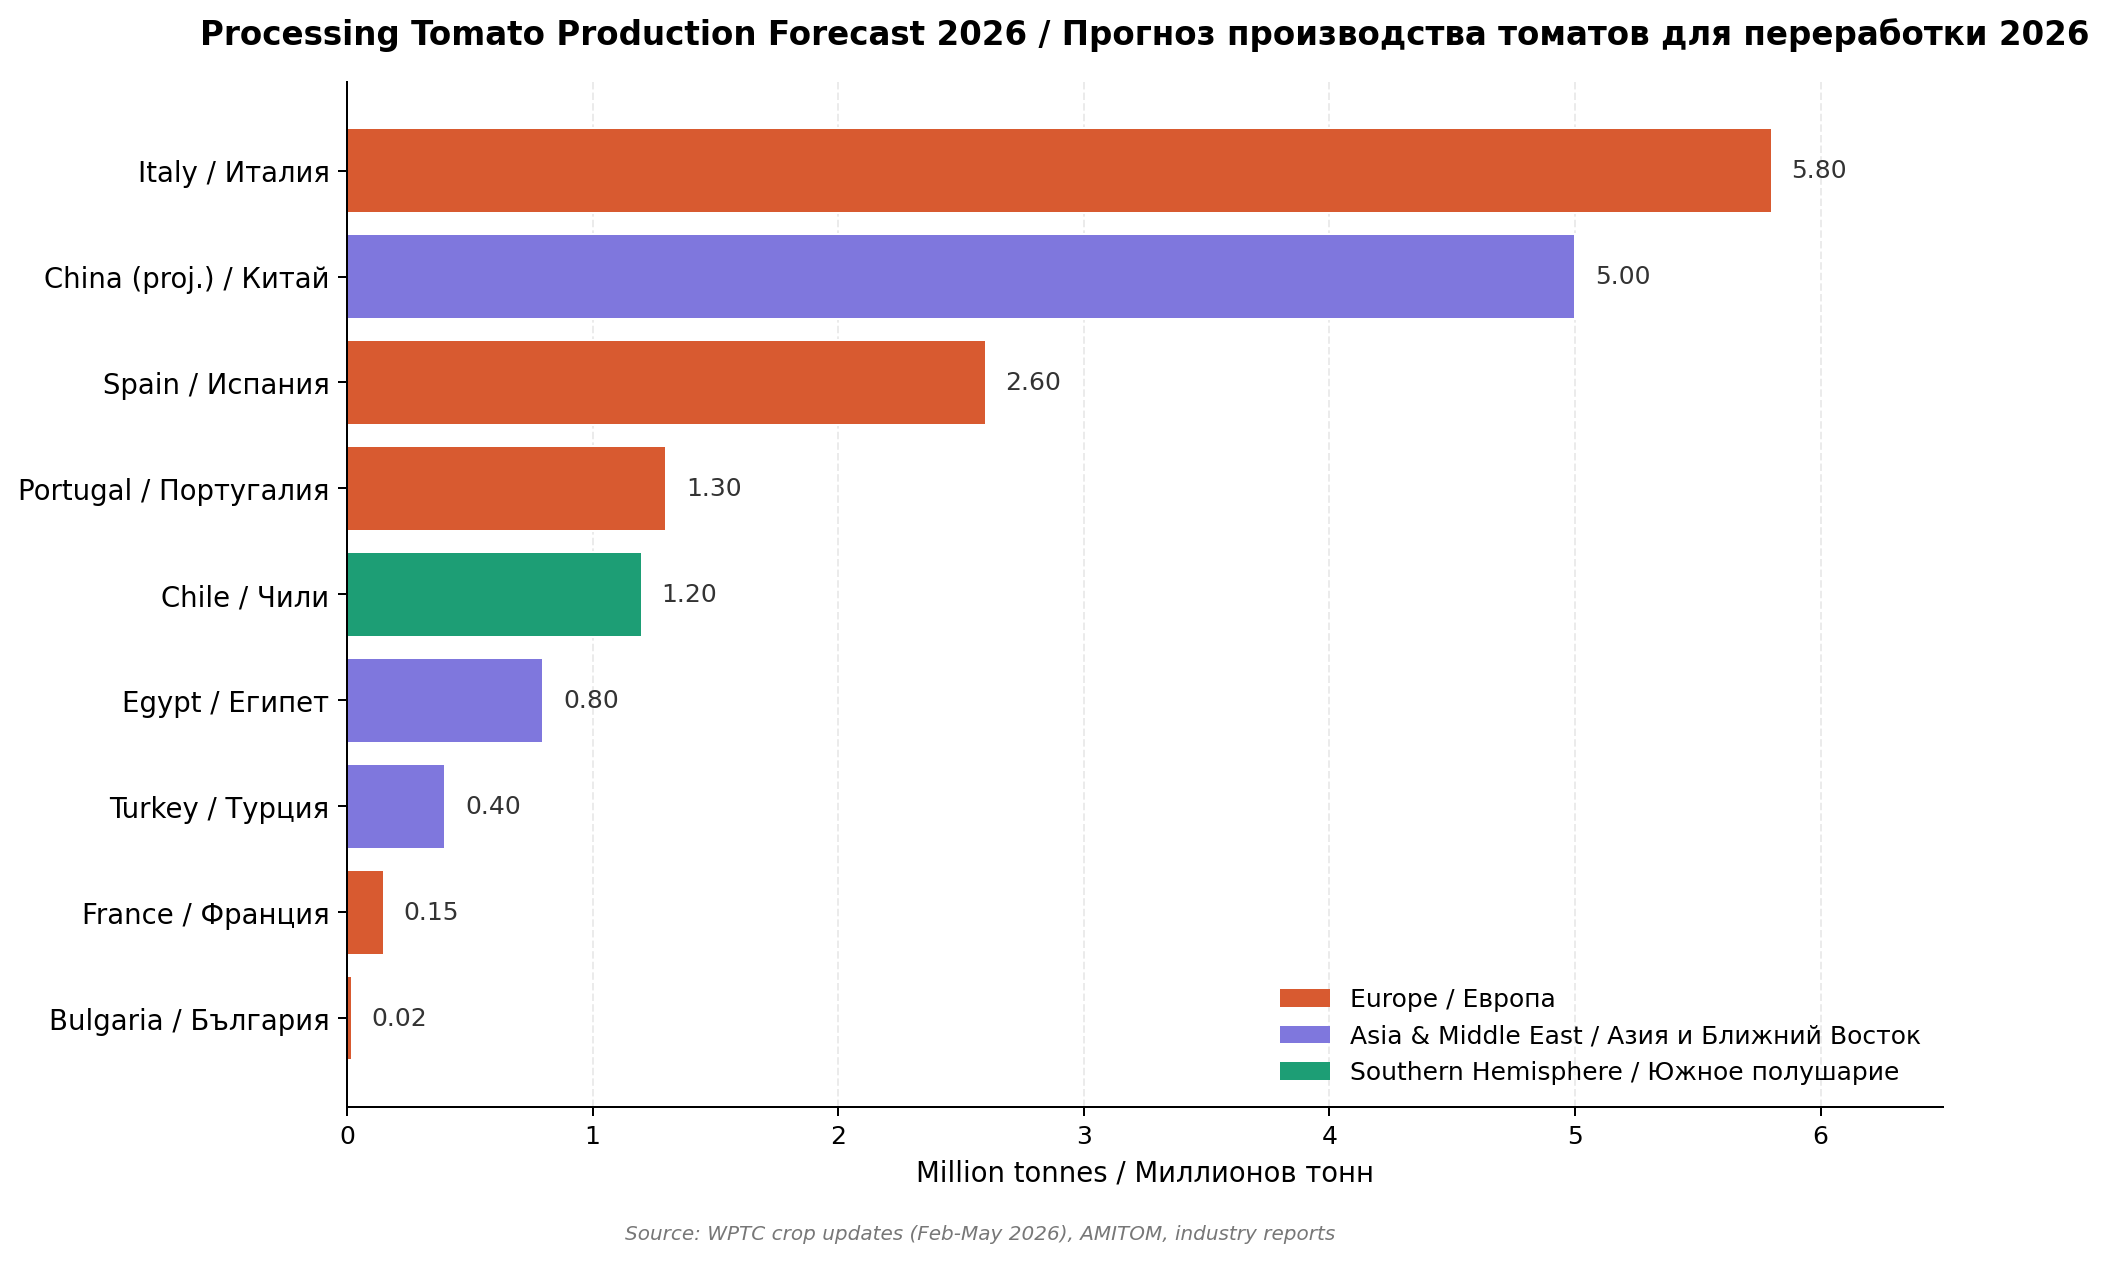 Processing Tomato Production Forecast 2026 / Прогноз производства томатов для переработки 2026
Italy / Италия
5.80
China (proj.) / Китай
5.00
Spain / Испания
2.60
Portugal / Португалия
1.30
Chile / Чили
1.20
Egypt / Египет
0.80
Turkey / Турция
0.40
France / Франция
0.15
Bulgaria / България
0.02
Europe / Европа
Asia & Middle East / Азия и Ближний Восток
Southern Hemisphere / Южное полушарие
0 1 2 3 4 5 6
Million tonnes / Миллионов тонн
Source: WPTC crop updates (Feb-May 2026), AMITOM, industry reports